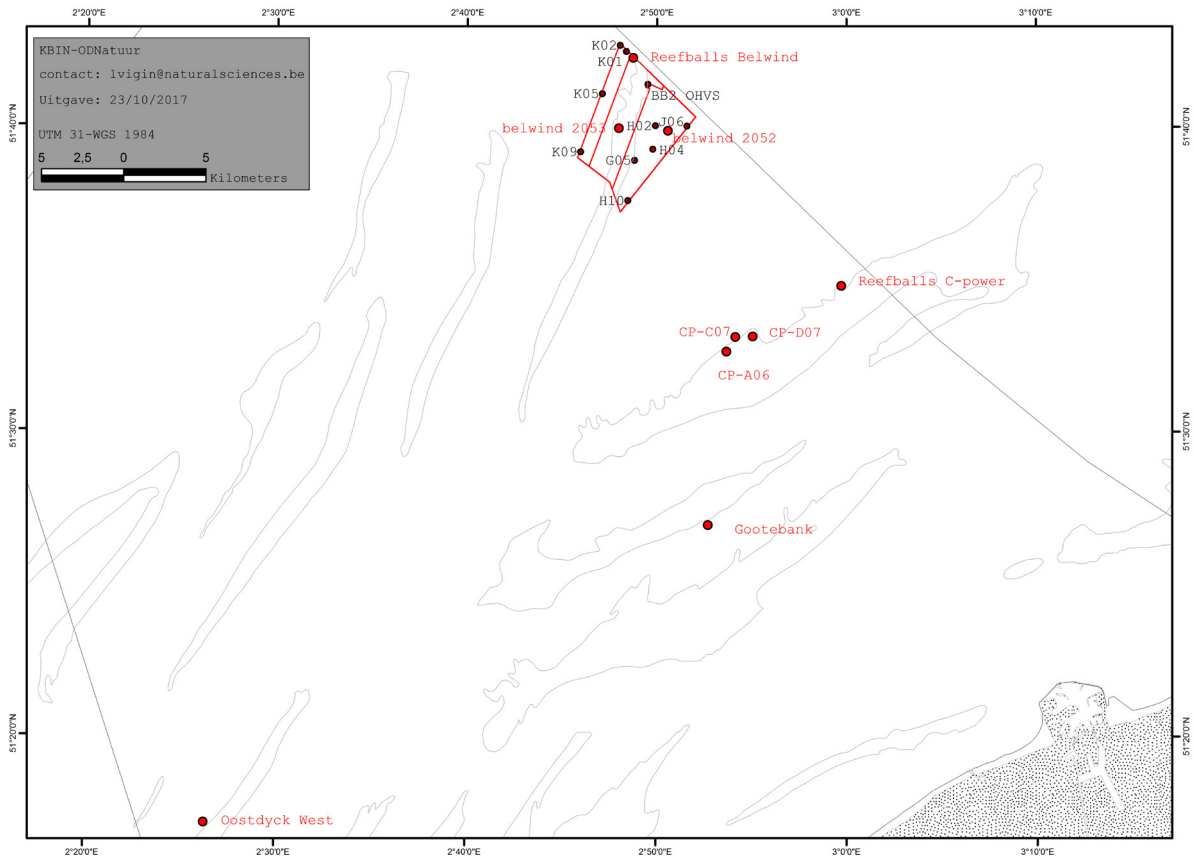 2°20'0"E
2°30'0"E
2°40'0"E
2°50'0"E
3°0'0"E
3°10'0"E
KBIN-ODNatuur
contact: lvigin@naturalsciences.be
Uitgave: 23/10/2017
UTM 31-WGS 1984
5 2,5 0 5
Kilometers
K02
K01
Reefballs Belwind
K05
BB2 OHVS
51°40'0"N
51°40'0"N
belwind 2053
H02
J06
belwind 2052
K09
G05
H04
H10
Reefballs C-power
CP-C07
CP-D07
CP-A06
51°30'0"N
51°30'0"N
Gootebank
51°20'0"N
51°20'0"N
Oostdyck West
2°20'0"E
2°30'0"E
2°40'0"E
2°50'0"E
3°0'0"E
3°10'0"E